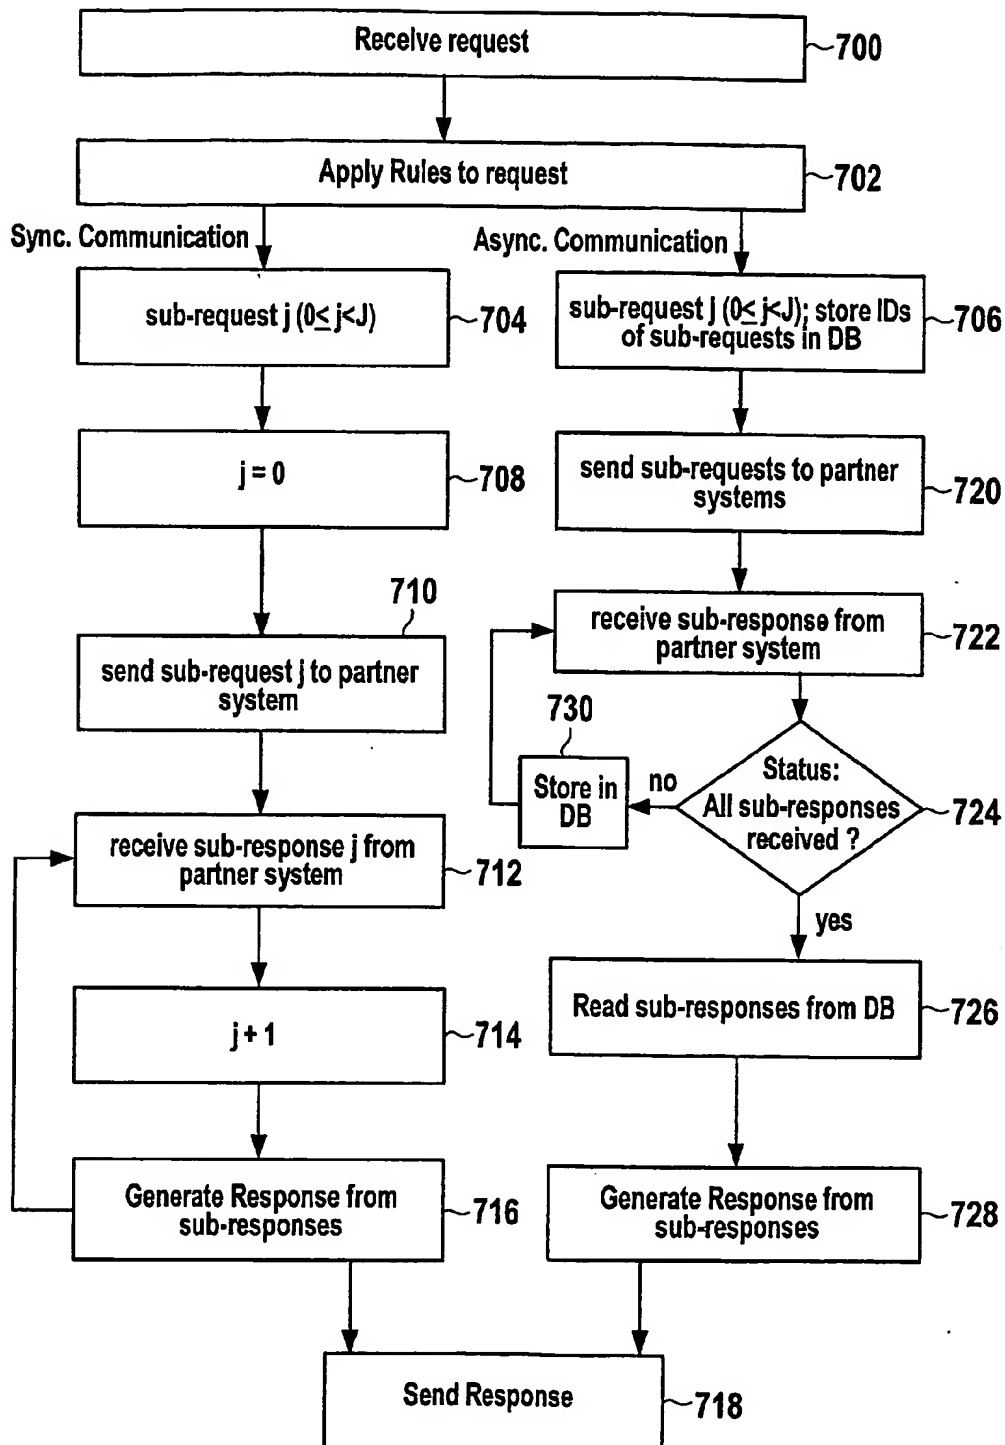 Receive request
700
Apply Rules to request
702
Sync. Communication
Async. Communication
sub-request j (0≤ j<J)
704
sub-request j (0≤ j<J); store IDs
of sub-requests in DB
706
j = 0
708
send sub-requests to partner
systems
720
710
send sub-request j to partner
system
receive sub-response from
partner system
722
730
Store in
DB
no
Status:
All sub-responses
received ?
724
receive sub-response j from
partner system
712
yes
j + 1
714
Read sub-responses from DB
726
Generate Response from
sub-responses
716
Generate Response from
sub-responses
728
Send Response
718